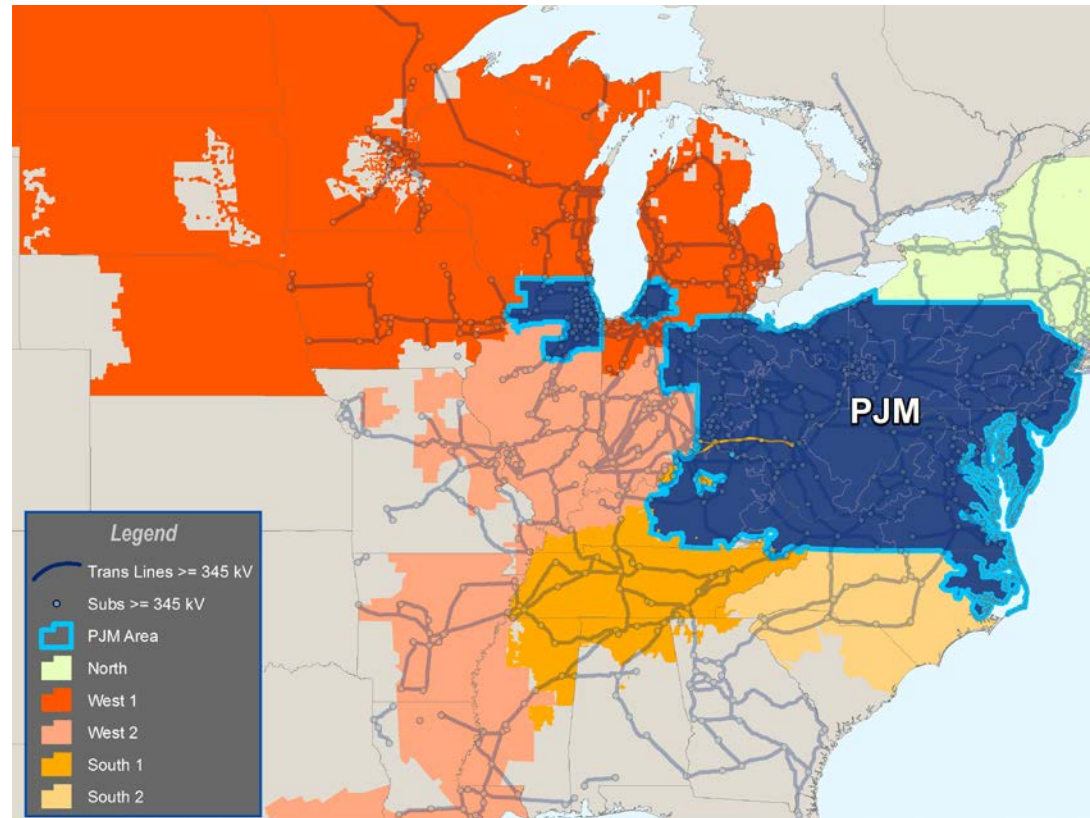 PJM
Legend
Trans Lines >= 345 kV
Subs >= 345 kV
PJM Area
North
West 1
West 2
South 1
South 2